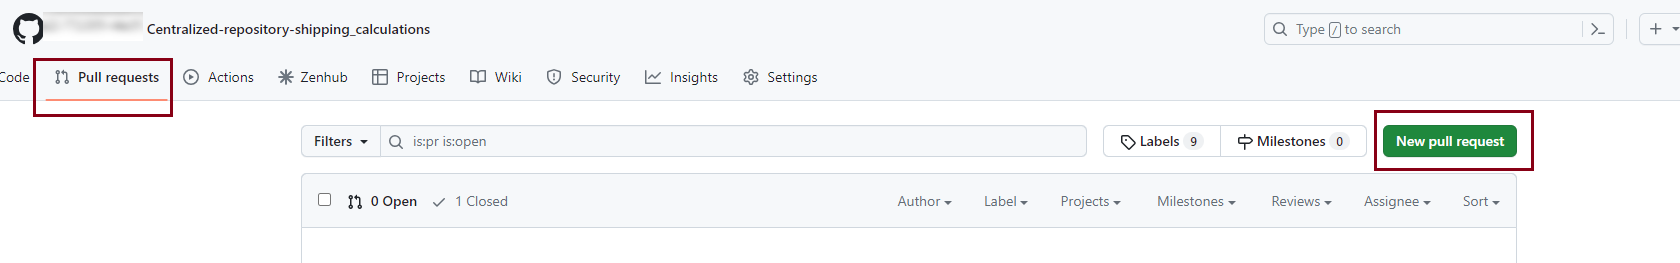 Centralized-repository-shipping_calculations Type / to search
Code Pull requests Actions Zenhub Projects Wiki Security Insights Settings
Filters is:pr is:open Labels 9 Milestones 0 New pull request
0 Open 1 Closed Author Label Projects Milestones Reviews Assignee Sort